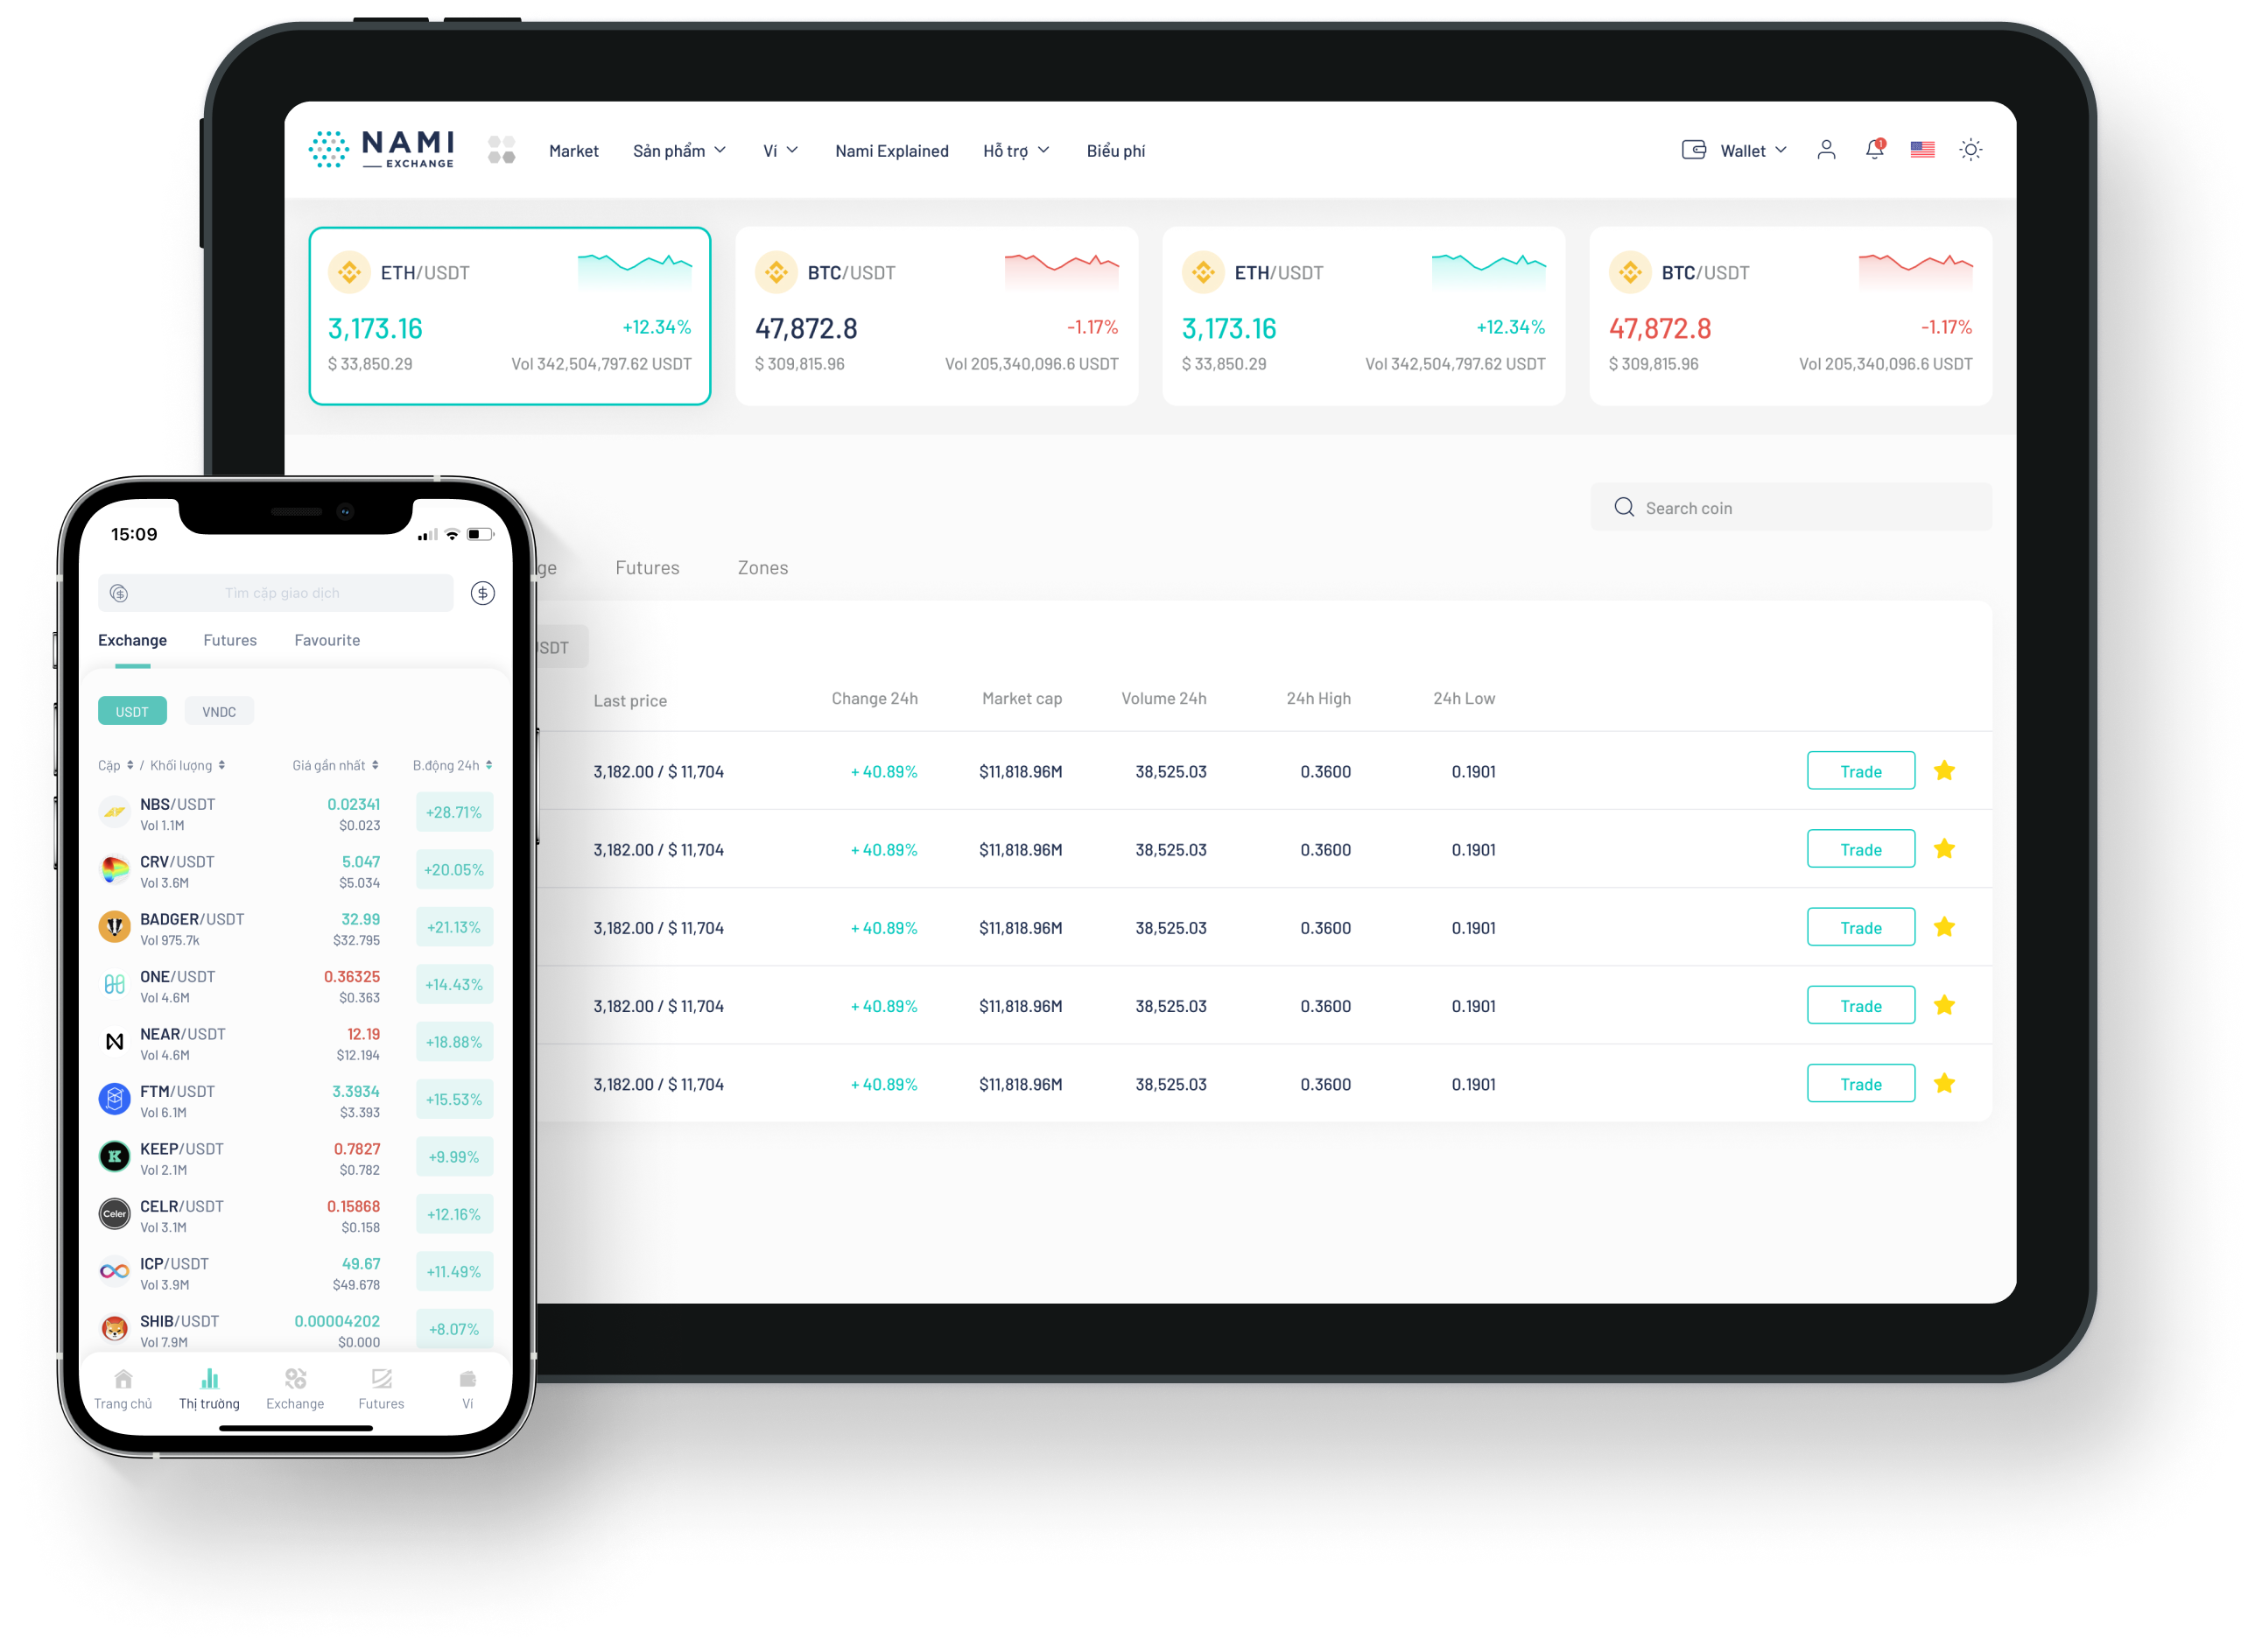 NAMI
EXCHANGE
Market Sản phẩm Ví Nami Explained Hỗ trợ Biểu phí Wallet 1
ETH/USDT
3,173.16 +12.34%
$ 33,850.29 Vol 342,504,797.62 USDT
BTC/USDT
47,872.8 -1.17%
$ 309,815.96 Vol 205,340,096.6 USDT
ETH/USDT
3,173.16 +12.34%
$ 33,850.29 Vol 342,504,797.62 USDT
BTC/USDT
47,872.8 -1.17%
$ 309,815.96 Vol 205,340,096.6 USDT
Search coin
Futures Zones
Last price Change 24h Market cap Volume 24h 24h High 24h Low
3,182.00 / $ 11,704 + 40.89% $11,818.96M 38,525.03 0.3600 0.1901 Trade
3,182.00 / $ 11,704 + 40.89% $11,818.96M 38,525.03 0.3600 0.1901 Trade
3,182.00 / $ 11,704 + 40.89% $11,818.96M 38,525.03 0.3600 0.1901 Trade
3,182.00 / $ 11,704 + 40.89% $11,818.96M 38,525.03 0.3600 0.1901 Trade
3,182.00 / $ 11,704 + 40.89% $11,818.96M 38,525.03 0.3600 0.1901 Trade
15:09
Tìm cặp giao dịch
Exchange Futures Favourite
USDT VNDC
Cặp / Khối lượng Giá gần nhất B.động 24h
NBS/USDT 0.02341 +28.71%
Vol 1.1M $0.023
CRV/USDT 5.047 +20.05%
Vol 3.6M $5.034
BADGER/USDT 32.99 +21.13%
Vol 975.7k $32.795
ONE/USDT 0.36325 +14.43%
Vol 4.6M $0.363
NEAR/USDT 12.19 +18.88%
Vol 4.6M $12.194
FTM/USDT 3.3934 +15.53%
Vol 6.1M $3.393
KEEP/USDT 0.7827 +9.99%
Vol 2.1M $0.782
Celer CELR/USDT 0.15868 +12.16%
Vol 3.1M $0.158
ICP/USDT 49.67 +11.49%
Vol 3.9M $49.678
SHIB/USDT 0.00004202 +8.07%
Vol 7.9M $0.000
Trang chủ Thị trường Exchange Futures Ví